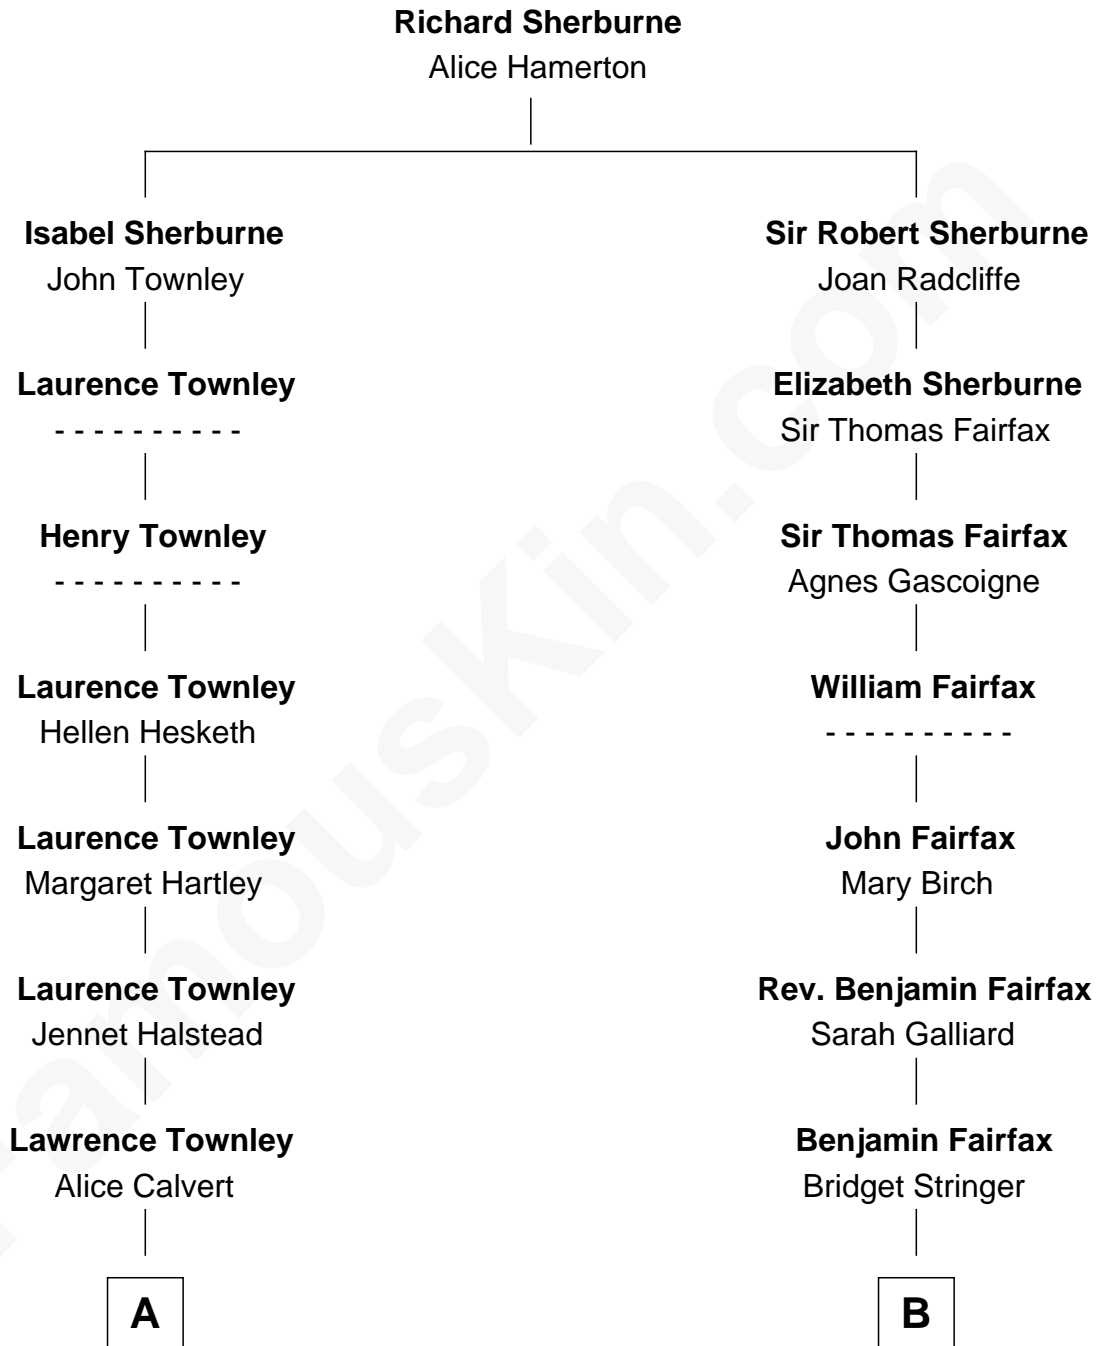 Richard Sherburne
Alice Hamerton
Isabel Sherburne
John Townley
Sir Robert Sherburne
Joan Radcliffe
Laurence Townley
- - - - - - - - - -
Elizabeth Sherburne
Sir Thomas Fairfax
Henry Townley
- - - - - - - - - -
Sir Thomas Fairfax
Agnes Gascoigne
Laurence Townley
Hellen Hesketh
William Fairfax
- - - - - - - - - -
Laurence Townley
Margaret Hartley
John Fairfax
Mary Birch
Laurence Townley
Jennet Halstead
Rev. Benjamin Fairfax
Sarah Galliard
Lawrence Townley
Alice Calvert
Benjamin Fairfax
Bridget Stringer
A
B
FamousKin.com